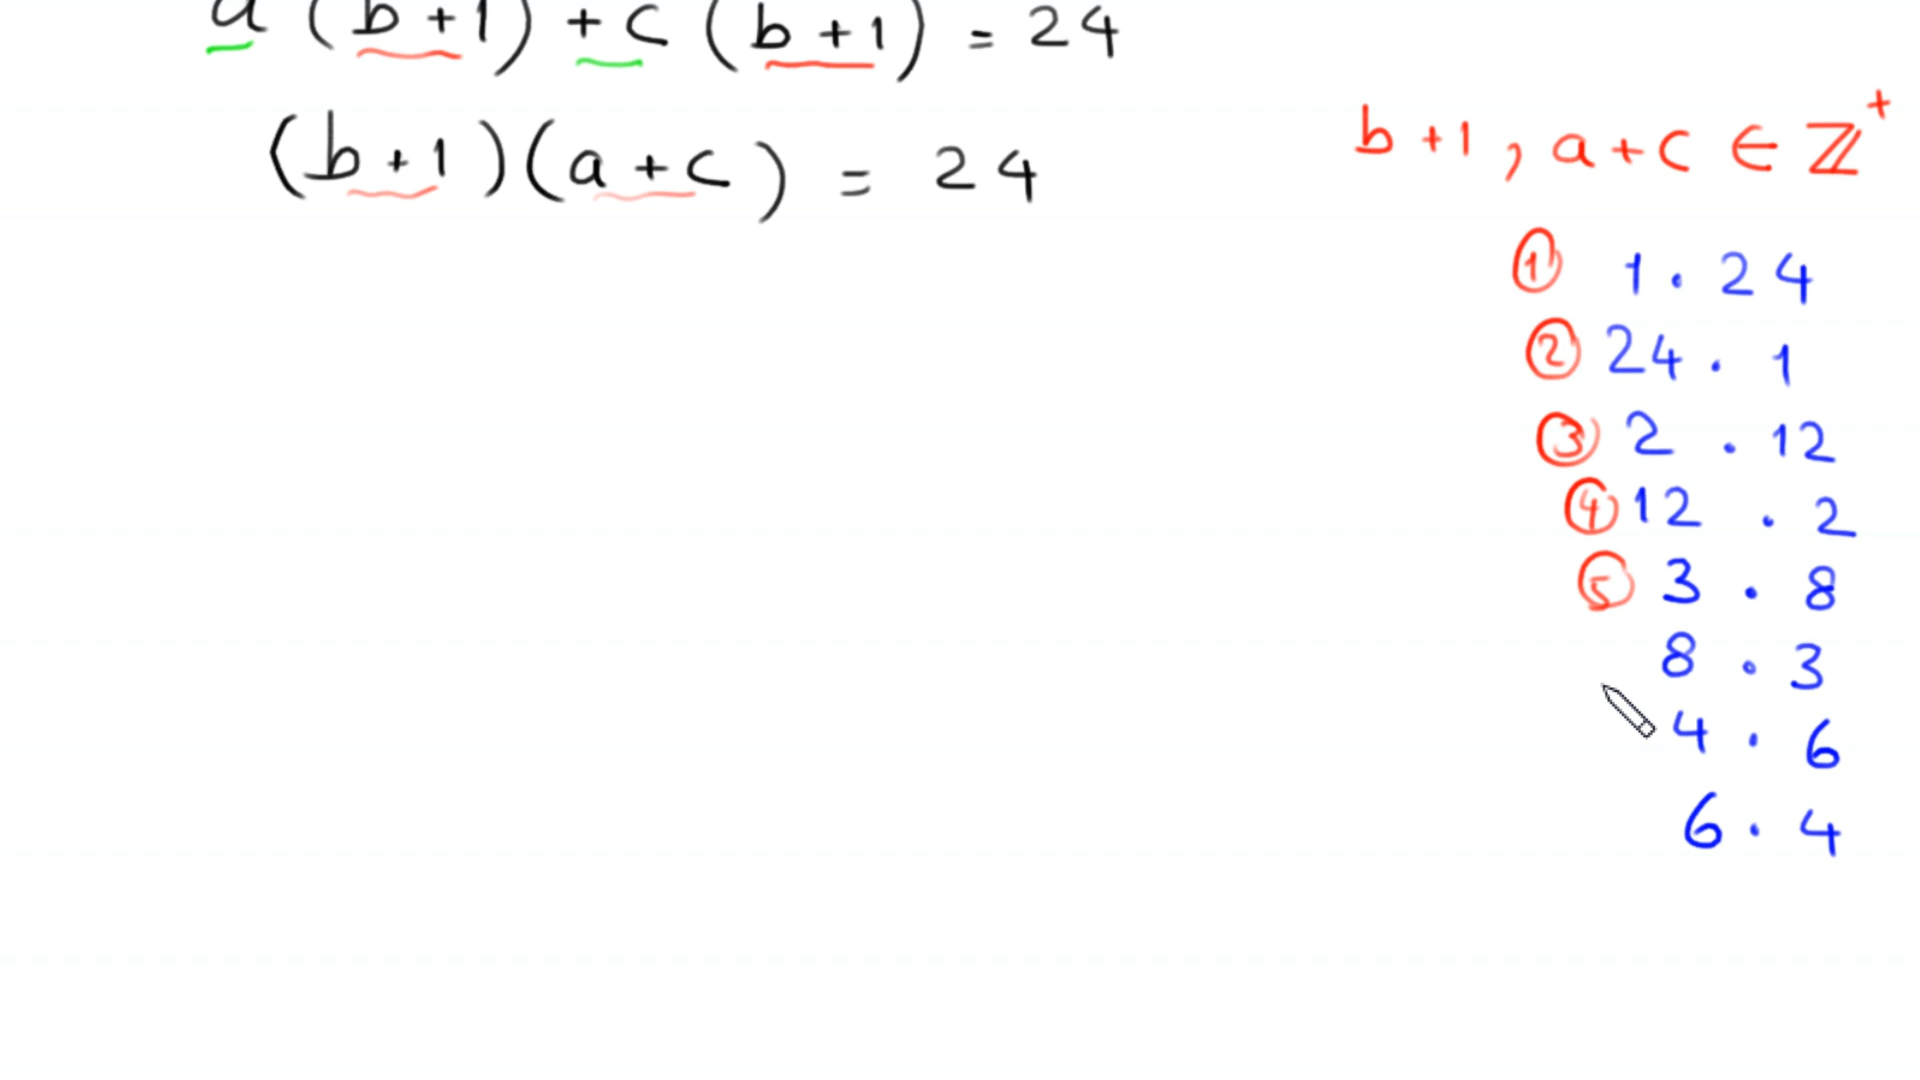 a(b+1)+c(b+1) = 24
(b+1)(a+c) = 24
b+1, a+c ∈ ℤ⁺
① 1 · 24
② 24 · 1
③ 2 · 12
④ 12 · 2
⑤ 3 · 8
8 · 3
4 · 6
6 · 4